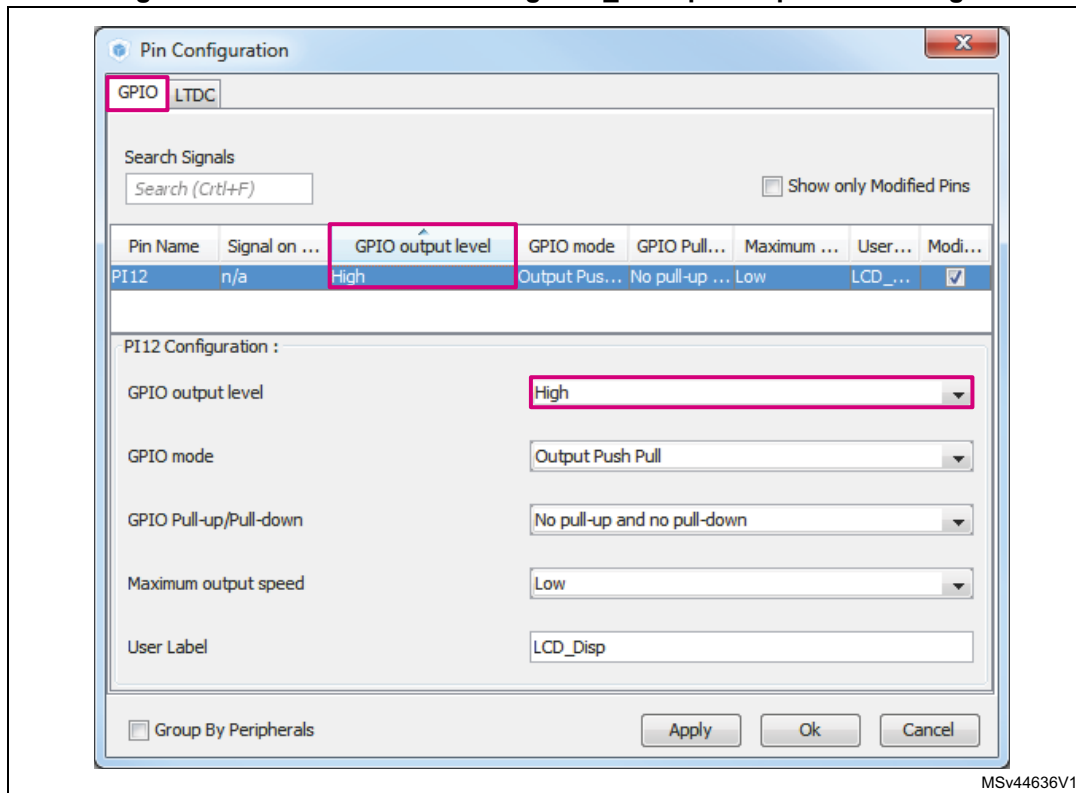 Pin Configuration
GPIO LTDC
Search Signals
Search (Crtl+F)
Show only Modified Pins
Pin Name Signal on ... GPIO output level GPIO mode GPIO Pull... Maximum ... User... Modi...
PI12 n/a High Output Pus... No pull-up ... Low LCD_...
PI12 Configuration :
GPIO output level High
GPIO mode Output Push Pull
GPIO Pull-up/Pull-down No pull-up and no pull-down
Maximum output speed Low
User Label LCD_Disp
Group By Peripherals Apply Ok Cancel
MSv44636V1